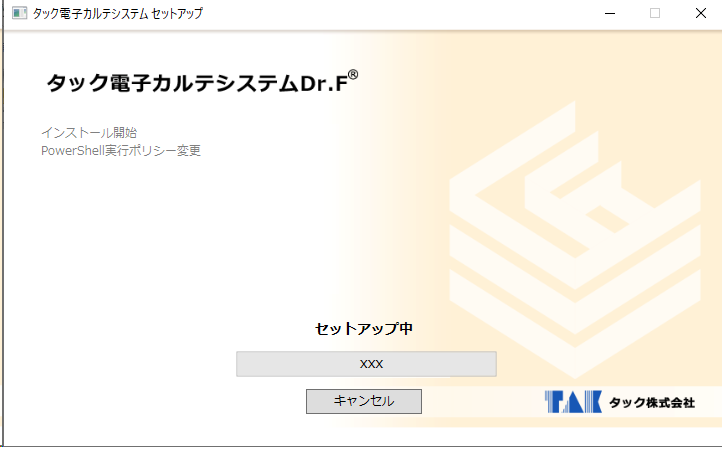 タック電子カルテシステム セットアップ
タック電子カルテシステムDr.F®
インストール開始
PowerShell実行ポリシー変更
セットアップ中
xxx
キャンセル
TAK タック株式会社